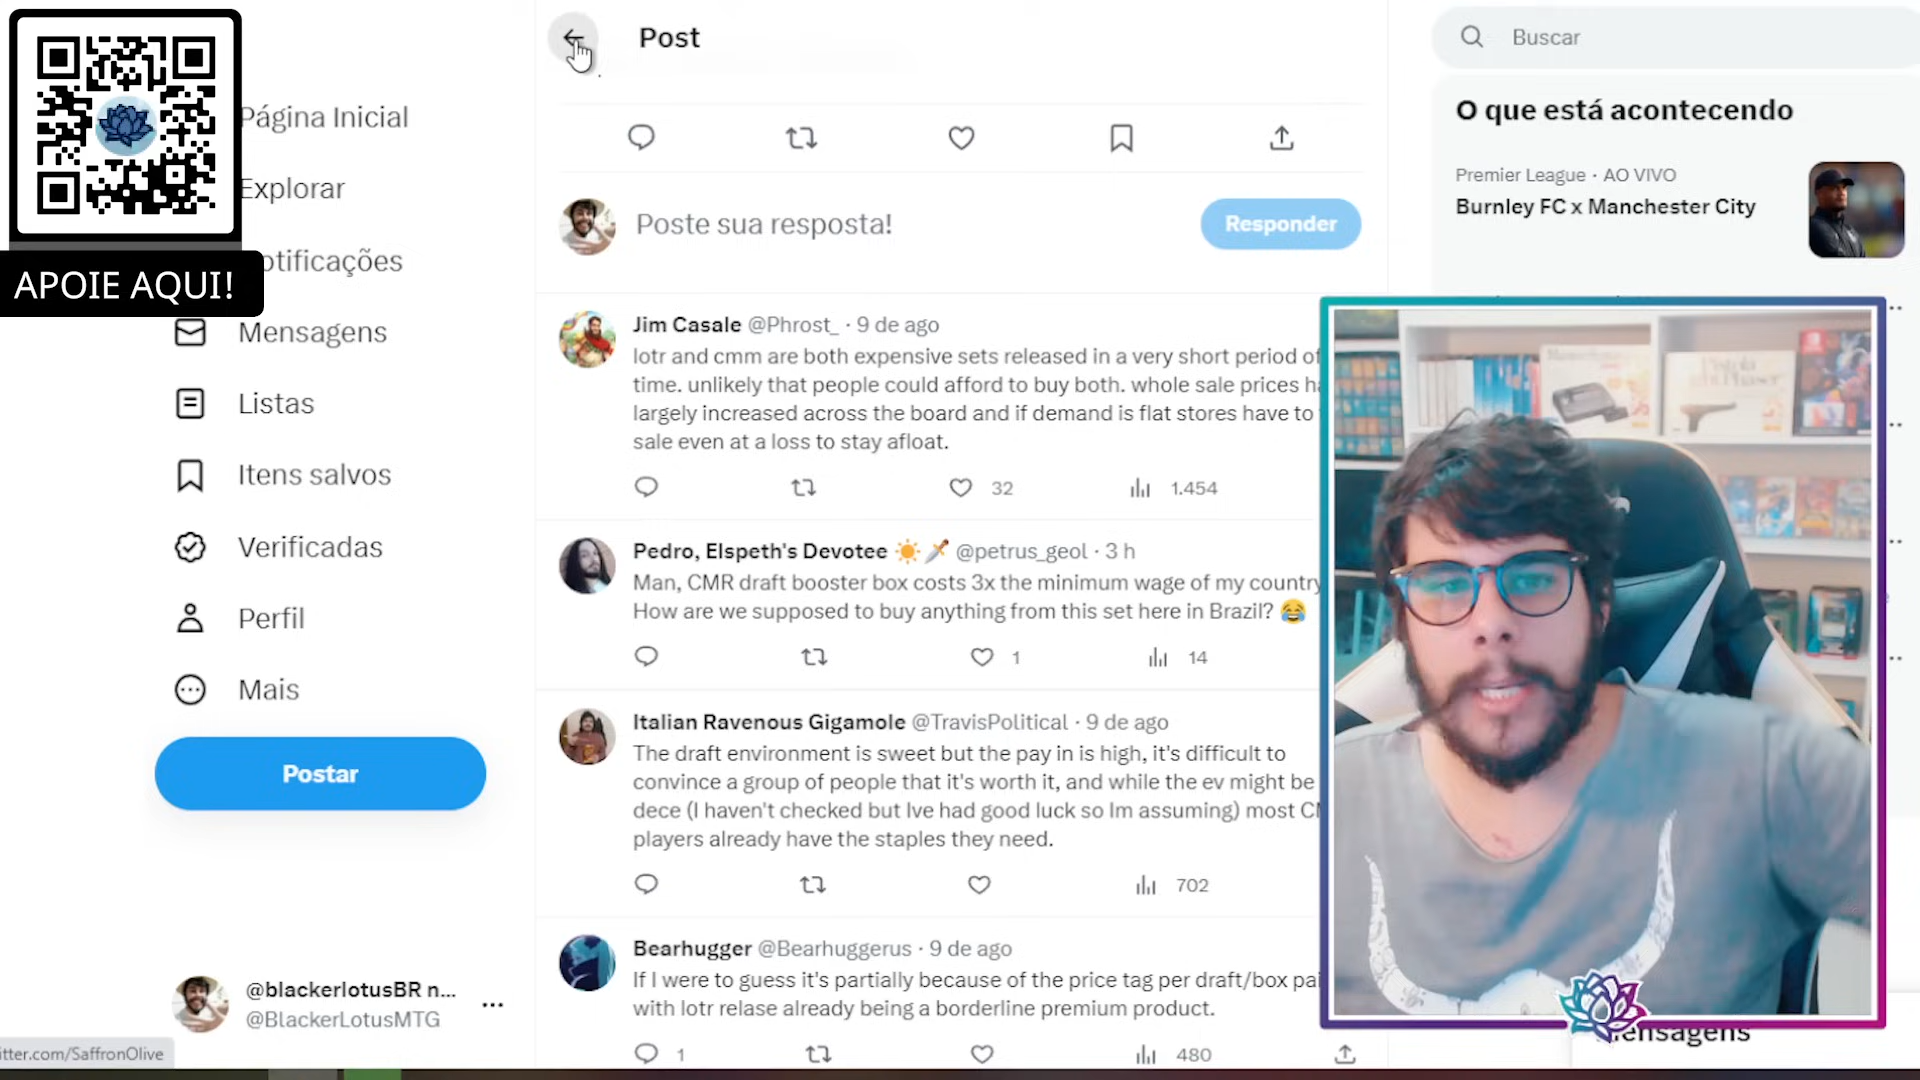 Post
Buscar
Página Inicial
Explorar
otificações
APOIE AQUI!
Mensagens
Listas
Itens salvos
Verificadas
Perfil
Mais
Postar
@blackerlotusBR n...
@BlackerLotusMTG
itter.com/SaffronOlive
Poste sua resposta!
Responder
Jim Casale @Phrost_ · 9 de ago
lotr and cmm are both expensive sets released in a very short period of
time. unlikely that people could afford to buy both. whole sale prices
largely increased across the board and if demand is flat stores have to
sale even at a loss to stay afloat.
32
1.454
Pedro, Elspeth's Devotee ☀️🗡️ @petrus_geol · 3 h
Man, CMR draft booster box costs 3x the minimum wage of my country
How are we supposed to buy anything from this set here in Brazil? 😂
1
14
Italian Ravenous Gigamole @TravisPolitical · 9 de ago
The draft environment is sweet but the pay in is high, it's difficult to
convince a group of people that it's worth it, and while the ev might be
dece (I haven't checked but Ive had good luck so Im assuming) most
players already have the staples they need.
702
Bearhugger @Bearhuggerus · 9 de ago
If I were to guess it's partially because of the price tag per draft/box
with lotr relase already being a borderline premium product.
1
480
O que está acontecendo
Premier League · AO VIVO
Burnley FC x Manchester City
ensagens